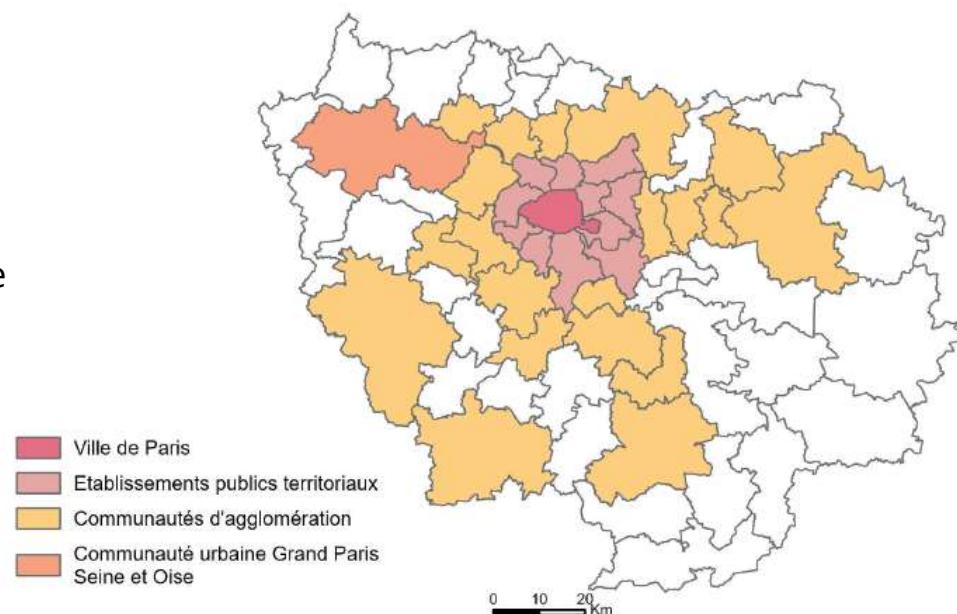 e
Ville de Paris
Etablissements publics territoriaux
Communautés d'agglomération
Communauté urbaine Grand Paris
Seine et Oise
0 10 20
Km